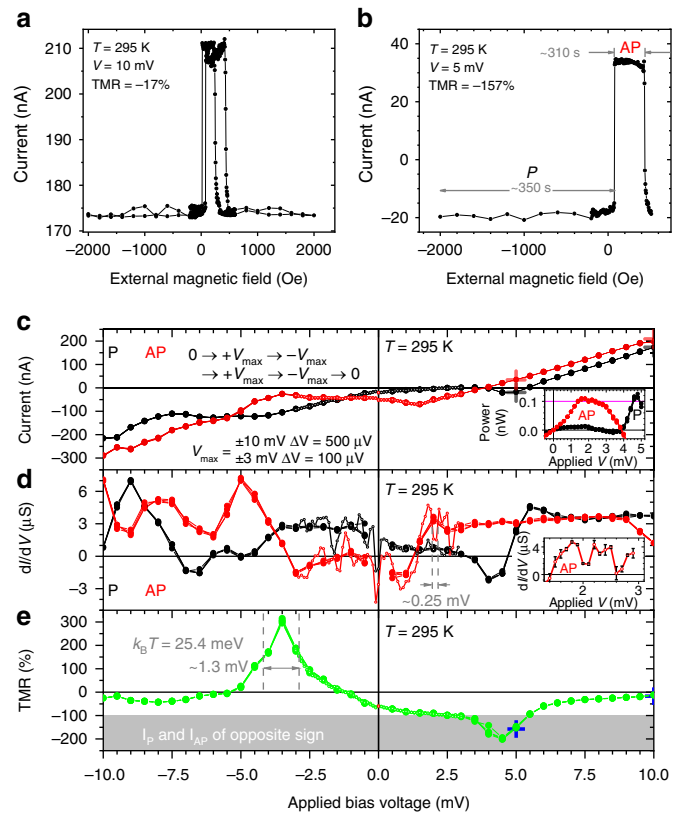 a
T = 295 K
V = 10 mV
TMR = −17%
210
200
190
180
170
Current (nA)
−2000
−1000
0
1000
2000
External magnetic field (Oe)
b
T = 295 K
V = 5 mV
TMR = −157%
~310 s
AP
P
~350 s
40
20
0
−20
Current (nA)
−2000
−1000
0
External magnetic field (Oe)
c
P AP
0 → +Vmax → −Vmax
→ +Vmax → −Vmax → 0
T = 295 K
200
100
0
−100
−200
−300
Current (nA)
Vmax = ±10 mV ΔV = 500 μV
±3 mV ΔV = 100 μV
Power (nW)
0.1
0.0
AP
P
0 1 2 3 4 5
Applied V (mV)
d
T = 295 K
6
3
0
−3
dI/dV (μS)
P AP
~0.25 mV
dI/dV (μS)
4
0
AP
2 3
Applied V (mV)
e
T = 295 K
kBT = 25.4 meV
~1.3 mV
300
200
100
0
−100
−200
TMR (%)
IP and IAP of opposite sign
−10.0 −7.5 −5.0 −2.5 0.0 2.5 5.0 7.5 10.0
Applied bias voltage (mV)